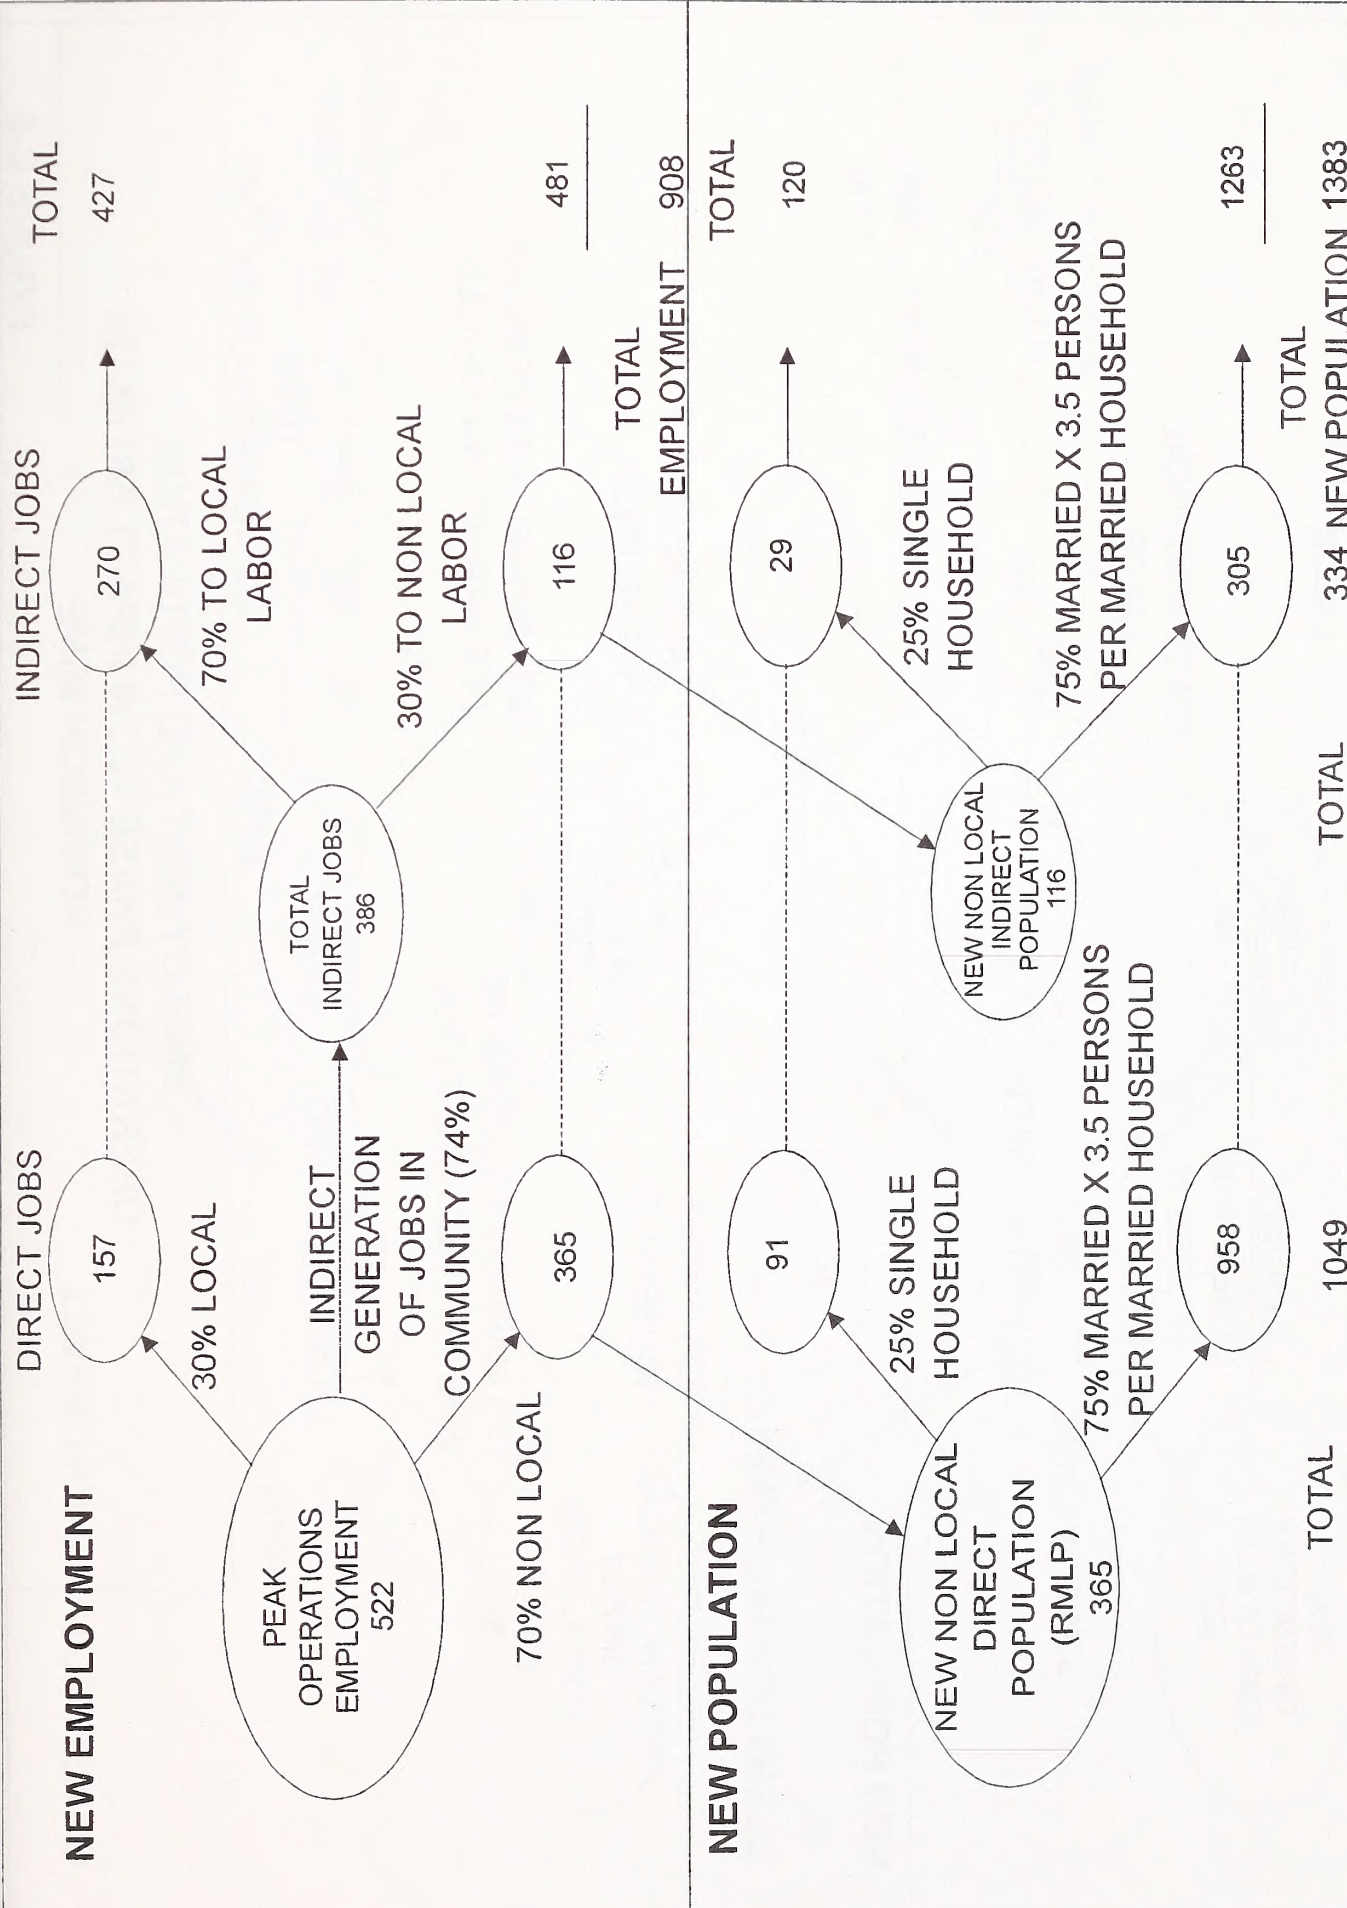 NEW EMPLOYMENT
DIRECT JOBS
INDIRECT JOBS
TOTAL
157
270
427
30% LOCAL
70% TO LOCAL
LABOR
PEAK
OPERATIONS
EMPLOYMENT
522
INDIRECT
GENERATION
OF JOBS IN
COMMUNITY (74%)
TOTAL
INDIRECT JOBS
386
30% TO NON LOCAL
LABOR
70% NON LOCAL
365
116
481
TOTAL
EMPLOYMENT 908
NEW POPULATION
TOTAL
91
29
120
25% SINGLE
HOUSEHOLD
25% SINGLE
HOUSEHOLD
NEW NON LOCAL
DIRECT
POPULATION
(RMLP)
365
NEW NON LOCAL
INDIRECT
POPULATION
116
75% MARRIED X 3.5 PERSONS
PER MARRIED HOUSEHOLD
75% MARRIED X 3.5 PERSONS
PER MARRIED HOUSEHOLD
958
305
1263
TOTAL
1049
TOTAL
334
TOTAL
NEW POPULATION 1383